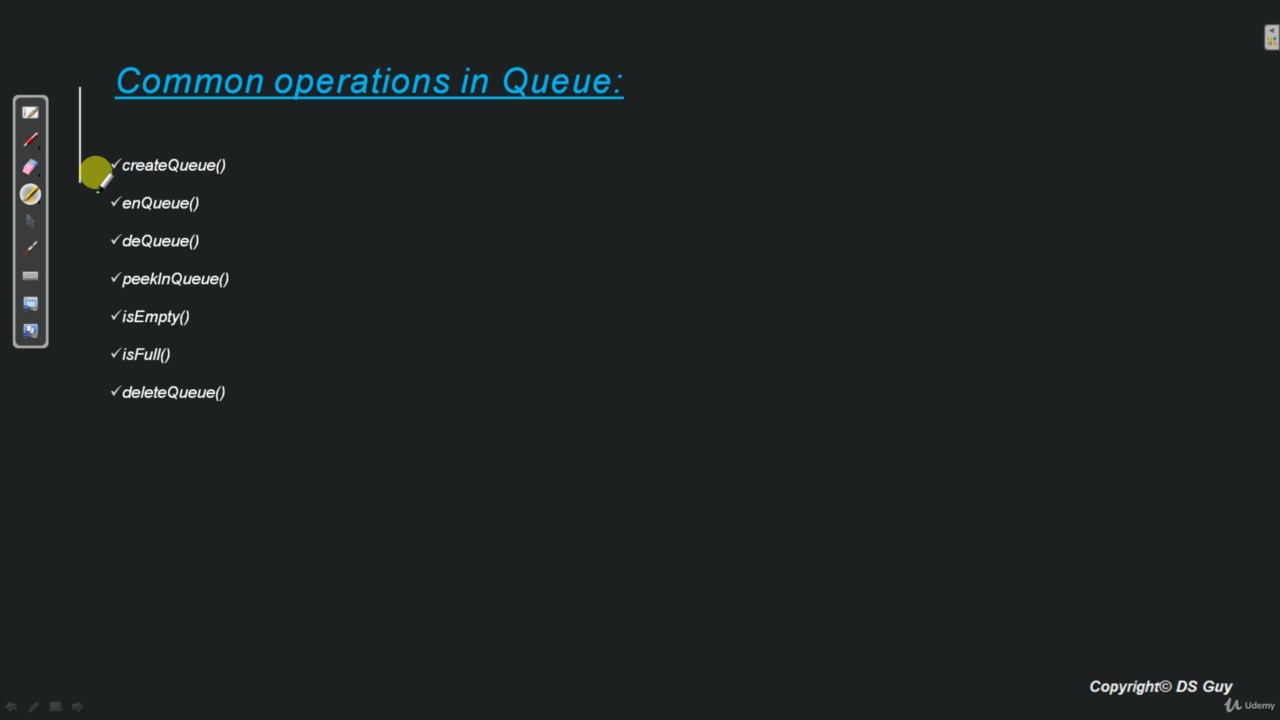 Common operations in Queue:
✓createQueue()
✓enQueue()
✓deQueue()
✓peekInQueue()
✓isEmpty()
✓isFull()
✓deleteQueue()
Copyright© DS Guy
Udemy